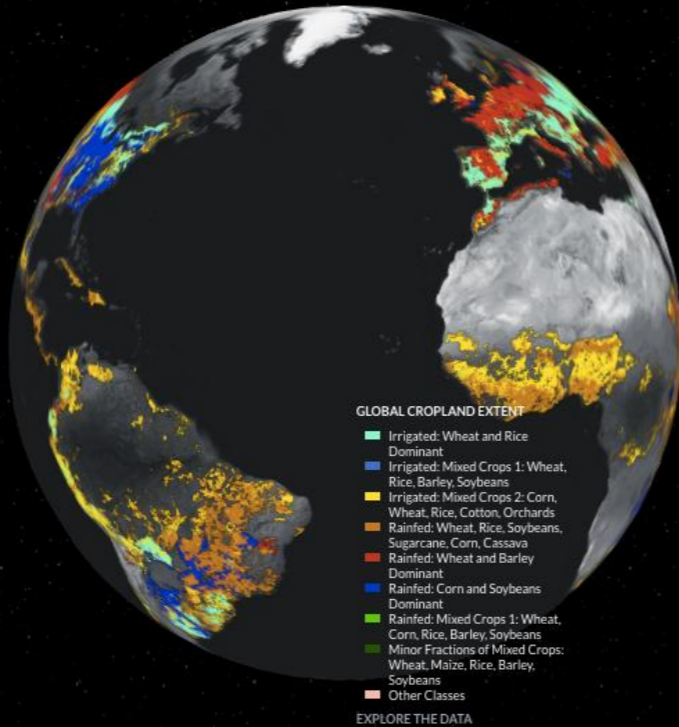 GLOBAL CROPLAND EXTENT
Irrigated: Wheat and Rice
Dominant
Irrigated: Mixed Crops 1: Wheat,
Rice, Barley, Soybeans
Irrigated: Mixed Crops 2: Corn,
Wheat, Rice, Cotton, Orchards
Rainfed: Wheat, Rice, Soybeans,
Sugarcane, Corn, Cassava
Rainfed: Wheat and Barley
Dominant
Rainfed: Corn and Soybeans
Dominant
Rainfed: Mixed Crops 1: Wheat,
Corn, Rice, Barley, Soybeans
Minor Fractions of Mixed Crops:
Wheat, Maize, Rice, Barley,
Soybeans
Other Classes
EXPLORE THE DATA